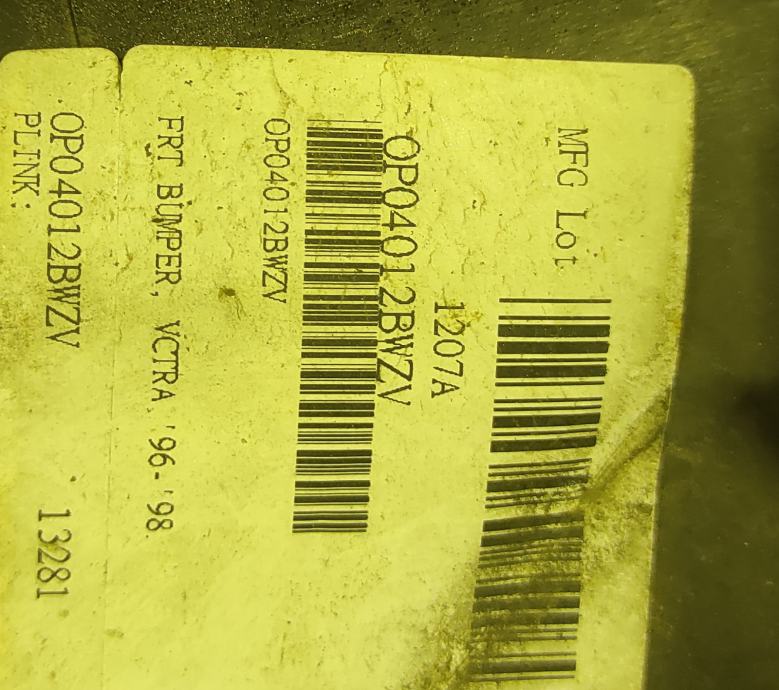 MFG Lot
1207A
OP04012BWZV
OP04012BWZV
FRT BUMPER, VCTRA '96-'98
OP04012BWZV
13281
PLINK: